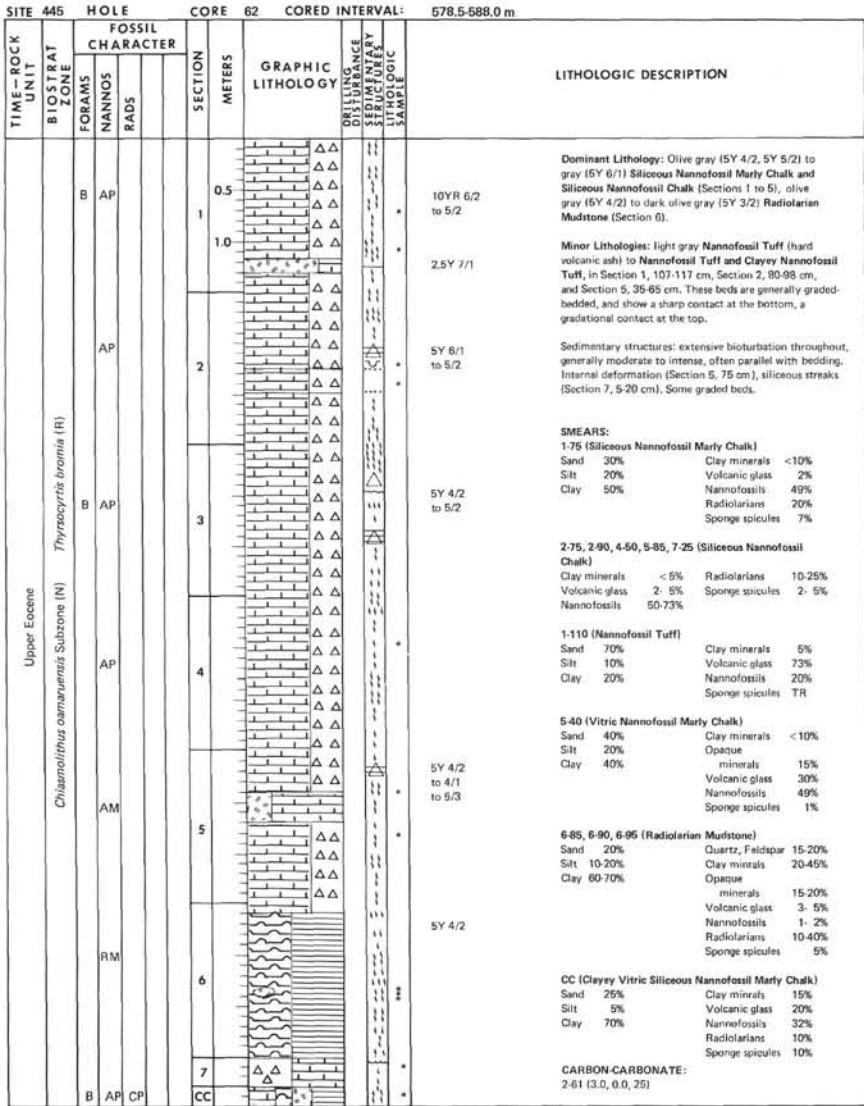 SITE 445 HOLE CORE 62 CORED INTERVAL: 578.5-588.0 m
TIME-ROCK UNIT
BIOSTRAT ZONE
FOSSIL CHARACTER
FORAMS
NANNOS
RADS
SECTION
METERS
GRAPHIC LITHOLOGY
DRILLING DISTURBANCE
SEDIMENTARY STRUCTURES
LITHOLOGIC SAMPLE
LITHOLOGIC DESCRIPTION
Upper Eocene
Chiasmolithus oamaruensis Subzone (N)
Thyrsocyrtis bromia (R)
B AP
AP
B AP
AP
AM
RM
B AP CP
1
0.5
1.0
2
3
4
5
6
7
CC
10YR 6/2
to 5/2
2.5Y 7/1
5Y 6/1
to 5/2
5Y 4/2
to 5/2
5Y 4/2
to 4/1
to 5/3
5Y 4/2
Dominant Lithology: Olive gray (5Y 4/2, 5Y 5/2) to
gray (5Y 6/1) Siliceous Nannofossil Marly Chalk and
Siliceous Nannofossil Chalk (Sections 1 to 5), olive
gray (5Y 4/2) to dark olive gray (5Y 3/2) Radiolarian
Mudstone (Section 6).
Minor Lithologies: light gray Nannofossil Tuff (hard
volcanic ash) to Nannofossil Tuff and Clayey Nannofossil
Tuff, in Section 1, 107-117 cm, Section 2, 80-98 cm,
and Section 5, 35-65 cm. These beds are generally graded-
bedded, and show a sharp contact at the bottom, a
gradational contact at the top.
Sedimentary structures: extensive bioturbation throughout,
generally moderate to intense, often parallel with bedding.
Internal deformation (Section 5, 75 cm), siliceous streaks
(Section 7, 5-20 cm). Some graded beds.
SMEARS:
1-75 (Siliceous Nannofossil Marly Chalk)
Sand 30% Clay minerals <10%
Silt 20% Volcanic glass 2%
Clay 50% Nannofossils 49%
Radiolarians 20%
Sponge spicules 7%
2-75, 2-90, 4-50, 5-85, 7-25 (Siliceous Nannofossil
Chalk)
Clay minerals < 5% Radiolarians 10-25%
Volcanic glass 2- 5% Sponge spicules 2- 5%
Nannofossils 50-73%
1-110 (Nannofossil Tuff)
Sand 70% Clay minerals 5%
Silt 10% Volcanic glass 73%
Clay 20% Nannofossils 20%
Sponge spicules TR
5-40 (Vitric Nannofossil Marly Chalk)
Sand 40% Clay minerals <10%
Silt 20% Opaque
Clay 40% minerals 15%
Volcanic glass 30%
Nannofossils 49%
Sponge spicules 1%
6-85, 6-90, 6-95 (Radiolarian Mudstone)
Sand 20% Quartz, Feldspar 15-20%
Silt 10-20% Clay minrals 20-45%
Clay 60-70% Opaque
minerals 15-20%
Volcanic glass 3- 5%
Nannofossils 1- 2%
Radiolarians 10-40%
Sponge spicules 5%
CC (Clayey Vitric Siliceous Nannofossil Marly Chalk)
Sand 25% Clay minrals 15%
Silt 5% Volcanic glass 20%
Clay 70% Nannofossils 32%
Radiolarians 10%
Sponge spicules 10%
CARBON-CARBONATE:
2-61 (3.0, 0.0, 25)